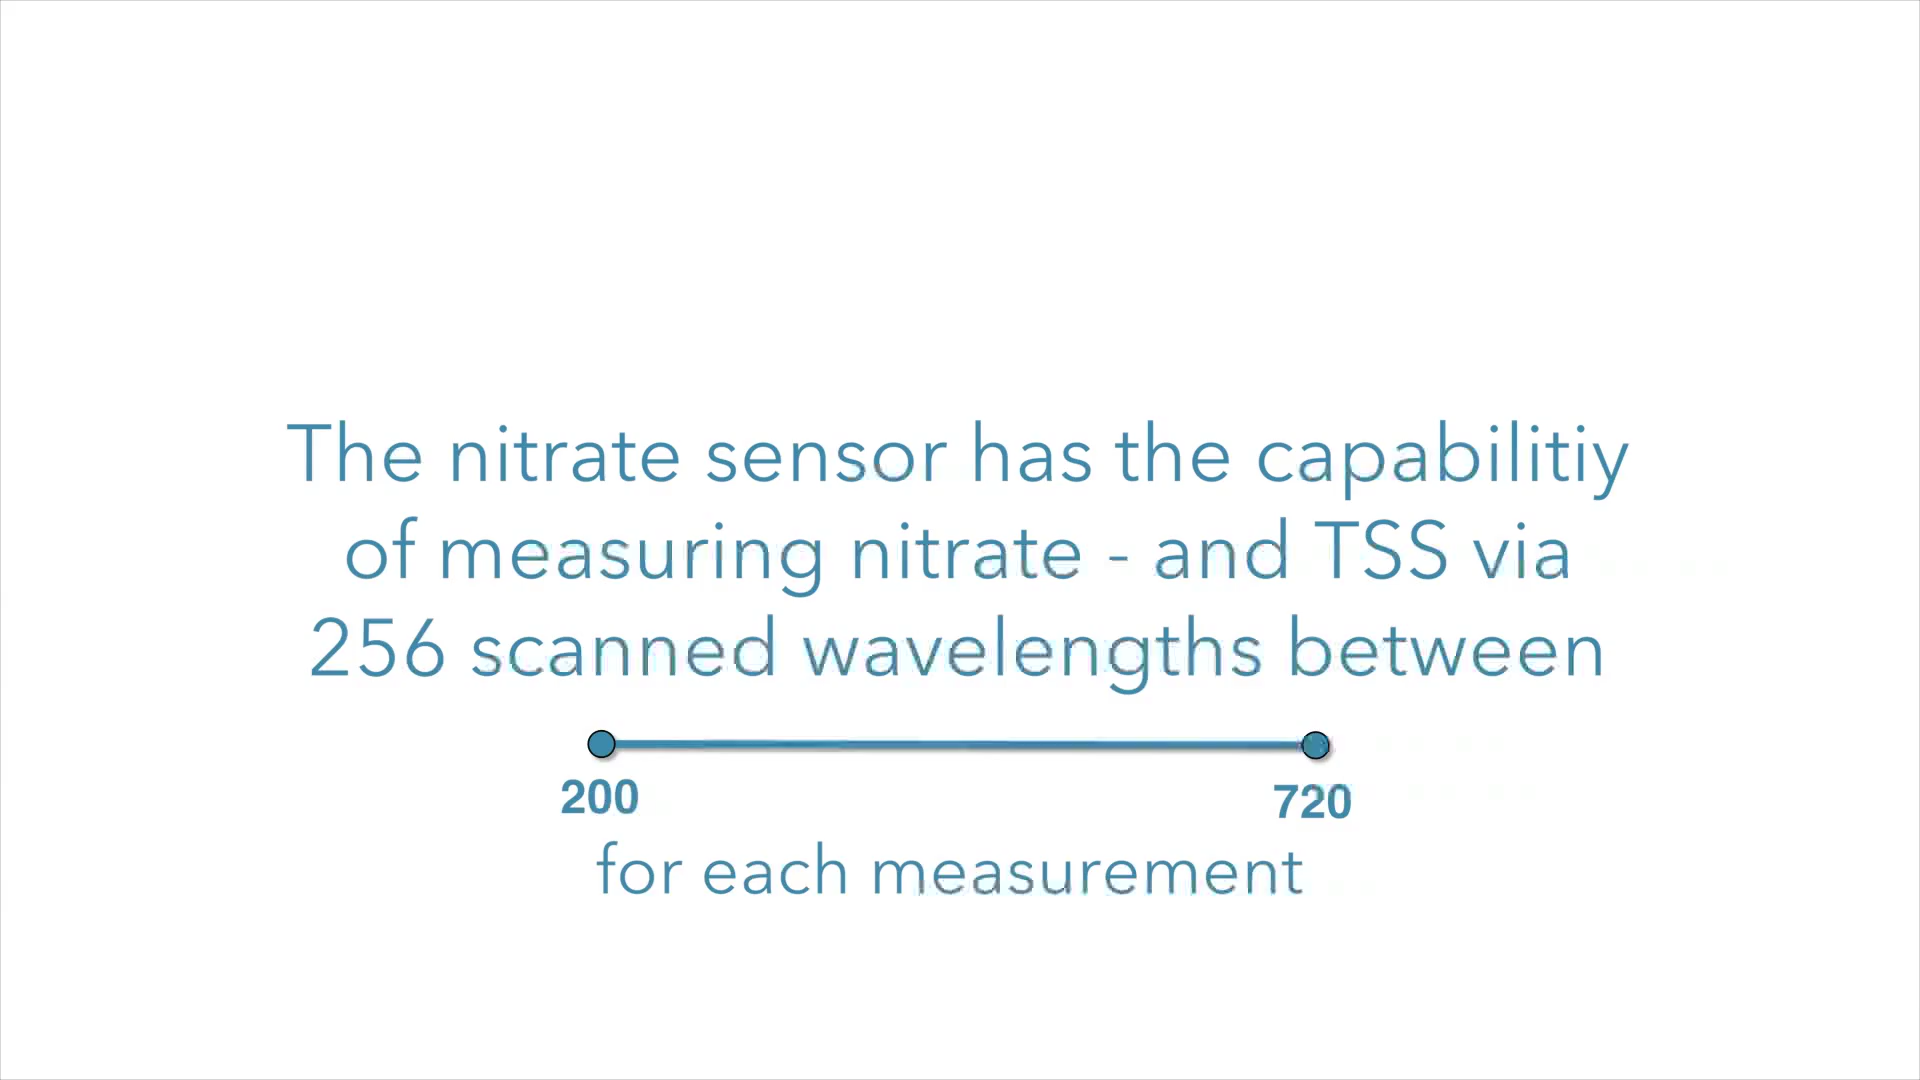 The nitrate sensor has the capabilitiy
of measuring nitrate - and TSS via
256 scanned wavelengths between
200 720
for each measurement